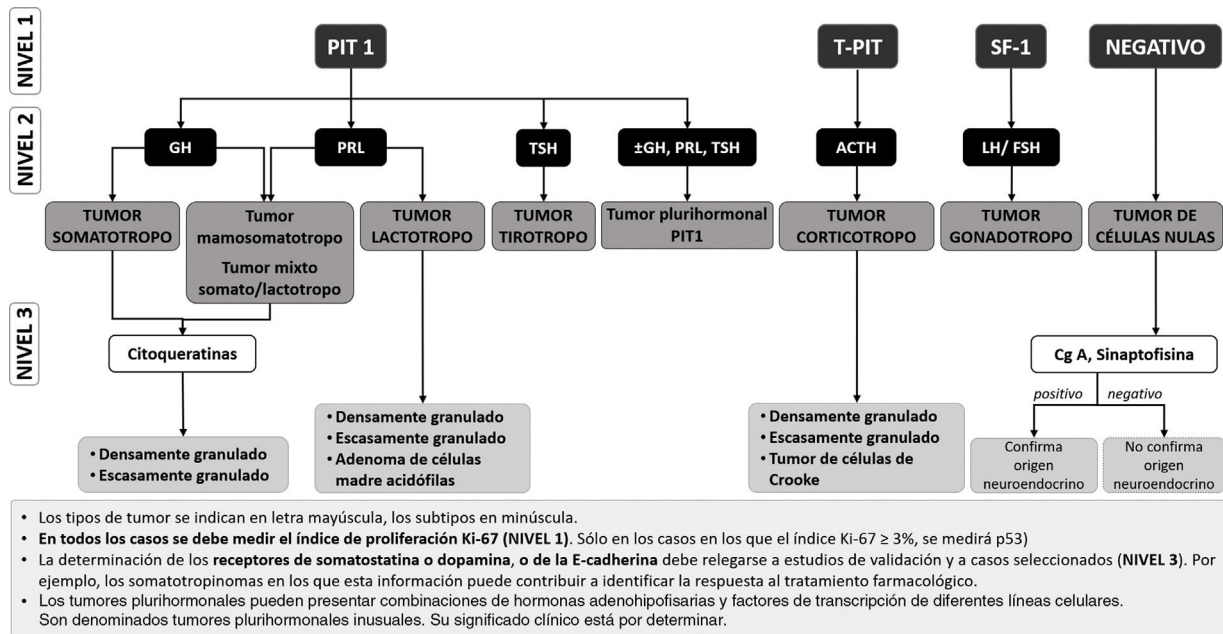 NIVEL 1
PIT 1
T-PIT
SF-1
NEGATIVO
NIVEL 2
GH
PRL
TSH
±GH, PRL, TSH
ACTH
LH/ FSH
TUMOR
SOMATOTROPO
Tumor
mamosomatotropo
Tumor mixto
somato/lactotropo
TUMOR
LACTOTROPO
TUMOR
TIROTROPO
Tumor plurihormonal
PIT1
TUMOR
CORTICOTROPO
TUMOR
GONADOTROPO
TUMOR DE
CÉLULAS NULAS
NIVEL 3
Citoqueratinas
Cg A, Sinaptofisina
positivo
negativo
• Densamente granulado
• Escasamente granulado
• Densamente granulado
• Escasamente granulado
• Adenoma de células
madre acidófilas
• Densamente granulado
• Escasamente granulado
• Tumor de células de
Crooke
Confirma
origen
neuroendocrino
No confirma
origen
neuroendocrino
• Los tipos de tumor se indican en letra mayúscula, los subtipos en minúscula.
• En todos los casos se debe medir el índice de proliferación Ki-67 (NIVEL 1). Sólo en los casos en los que el índice Ki-67 ≥ 3%, se medirá p53)
• La determinación de los receptores de somatostatina o dopamina, o de la E-cadherina debe relegarse a estudios de validación y a casos seleccionados (NIVEL 3). Por
ejemplo, los somatotropinomas en los que esta información puede contribuir a identificar la respuesta al tratamiento farmacológico.
• Los tumores plurihormonales pueden presentar combinaciones de hormonas adenohipofisarias y factores de transcripción de diferentes líneas celulares.
Son denominados tumores plurihormonales inusuales. Su significado clínico está por determinar.